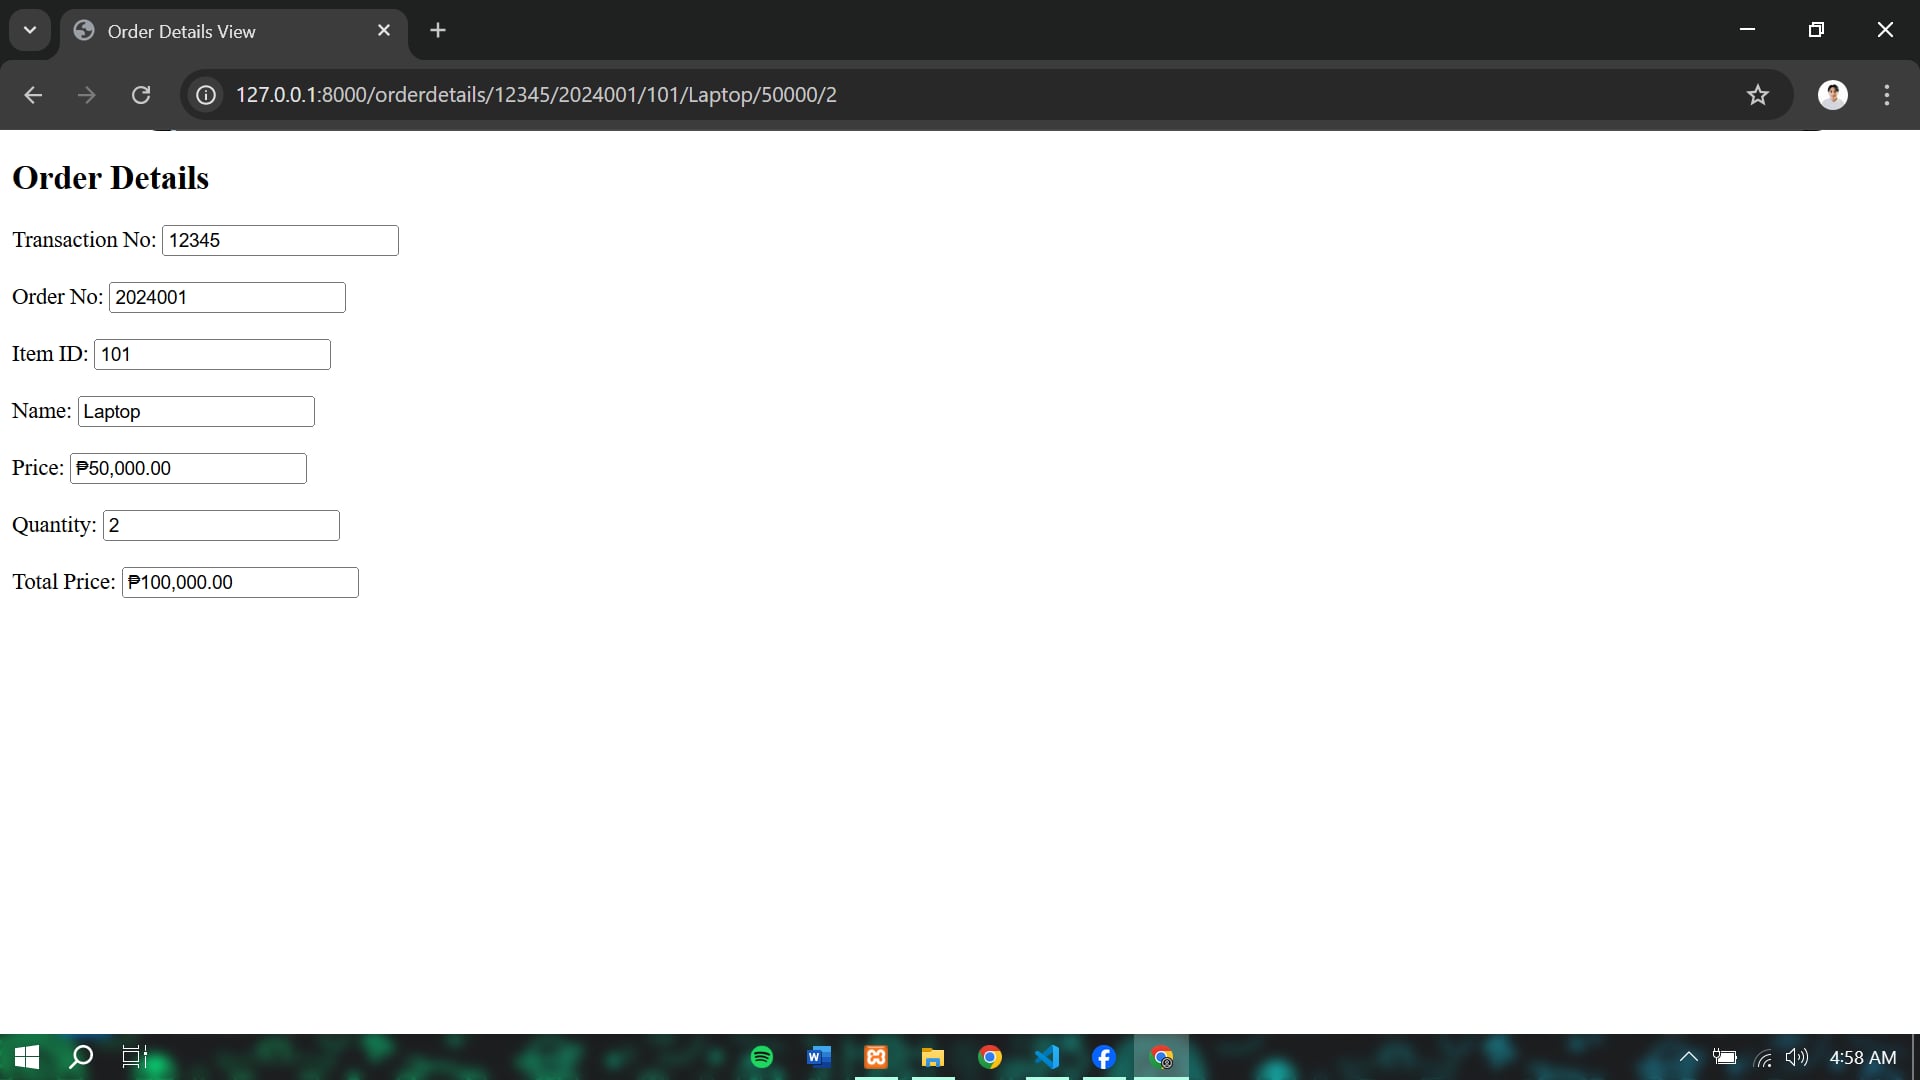 Order Details View
127.0.0.1:8000/orderdetails/12345/2024001/101/Laptop/50000/2
Order Details
Transaction No: 12345
Order No: 2024001
Item ID: 101
Name: Laptop
Price: ₱50,000.00
Quantity: 2
Total Price: ₱100,000.00
4:58 AM